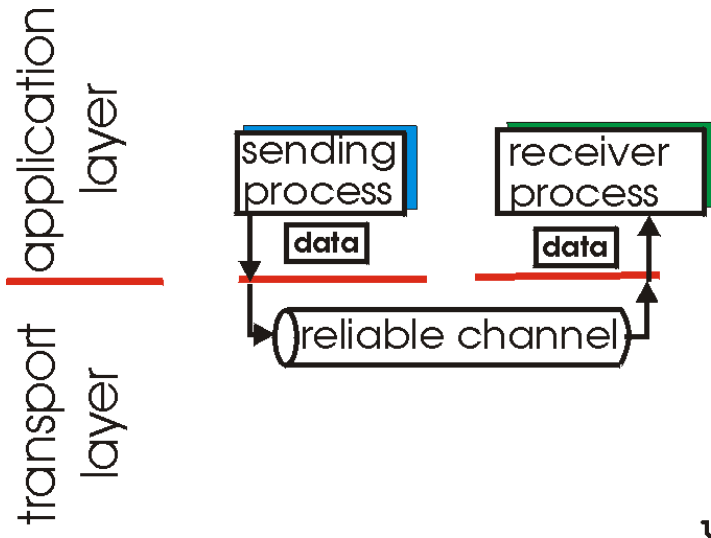 application
layer
transport
layer
sending
process
receiver
process
data
data
reliable channel